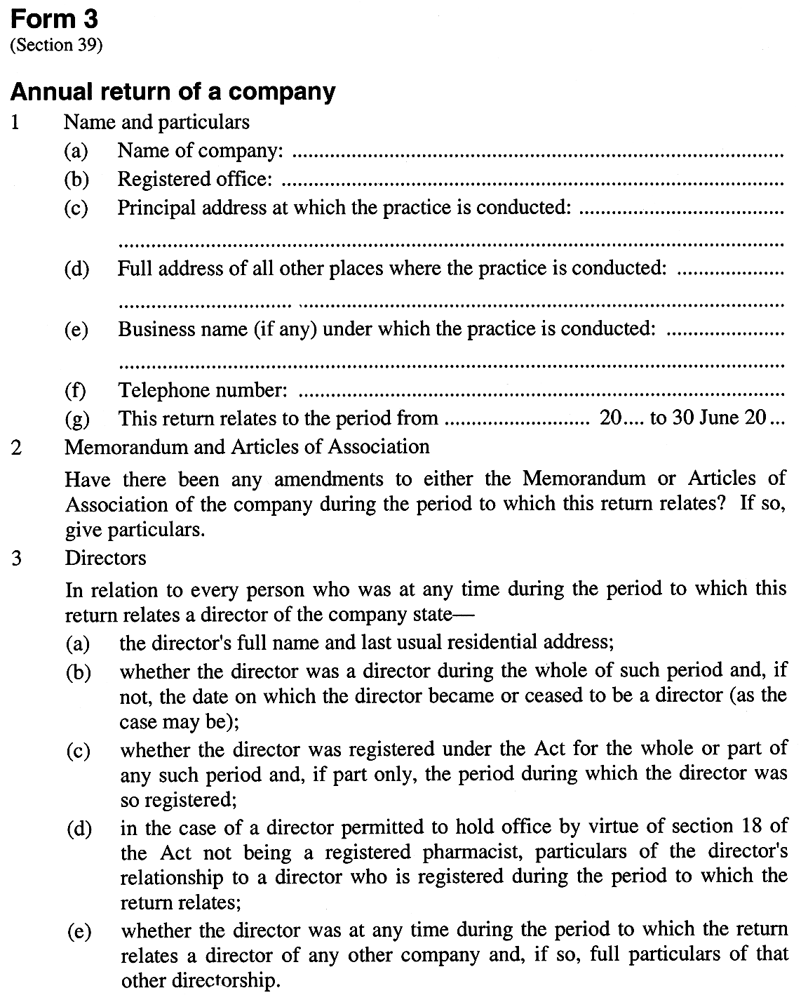 Form 3
(Section 39)
Annual return of a company
1 Name and particulars
(a) Name of company: ............................................................................................
(b) Registered office: ..............................................................................................
(c) Principal address at which the practice is conducted: ......................................
.............................................................................................................................
(d) Full address of all other places where the practice is conducted: ....................
................................ ...........................................................................................
(e) Business name (if any) under which the practice is conducted: ......................
.............................................................................................................................
(f) Telephone number: ...........................................................................................
(g) This return relates to the period from ........................... 20.... to 30 June 20...
2 Memorandum and Articles of Association
Have there been any amendments to either the Memorandum or Articles of
Association of the company during the period to which this return relates? If so,
give particulars.
3 Directors
In relation to every person who was at any time during the period to which this
return relates a director of the company state—
(a) the director's full name and last usual residential address;
(b) whether the director was a director during the whole of such period and, if
not, the date on which the director became or ceased to be a director (as the
case may be);
(c) whether the director was registered under the Act for the whole or part of
any such period and, if part only, the period during which the director was
so registered;
(d) in the case of a director permitted to hold office by virtue of section 18 of
the Act not being a registered pharmacist, particulars of the director's
relationship to a director who is registered during the period to which the
return relates;
(e) whether the director was at any time during the period to which the return
relates a director of any other company and, if so, full particulars of that
other directorship.